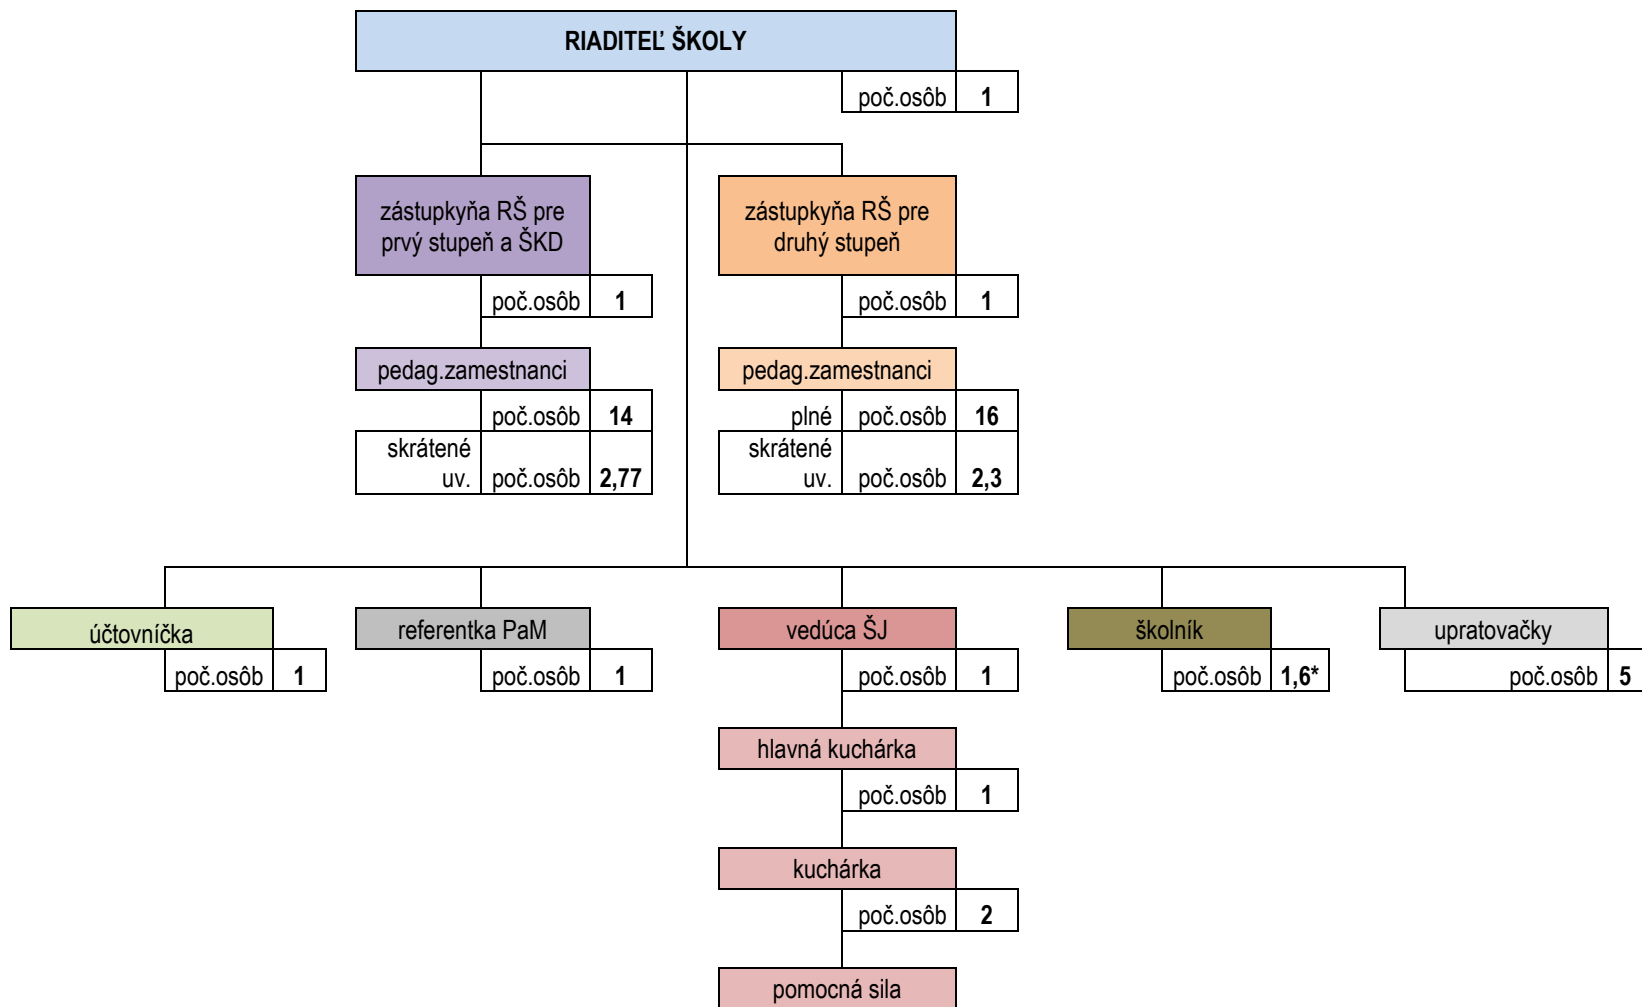 RIADITEĽ ŠKOLY
poč.osôb 1
zástupkyňa RŠ pre
prvý stupeň a ŠKD
poč.osôb 1
zástupkyňa RŠ pre
druhý stupeň
poč.osôb 1
pedag.zamestnanci
poč.osôb 14
skrátené
uv. poč.osôb 2,77
pedag.zamestnanci
plné poč.osôb 16
skrátené
uv. poč.osôb 2,3
účtovníčka
poč.osôb 1
referentka PaM
poč.osôb 1
vedúca ŠJ
poč.osôb 1
hlavná kuchárka
poč.osôb 1
kuchárka
poč.osôb 2
pomocná sila
školník
poč.osôb 1,6*
upratovačky
poč.osôb 5